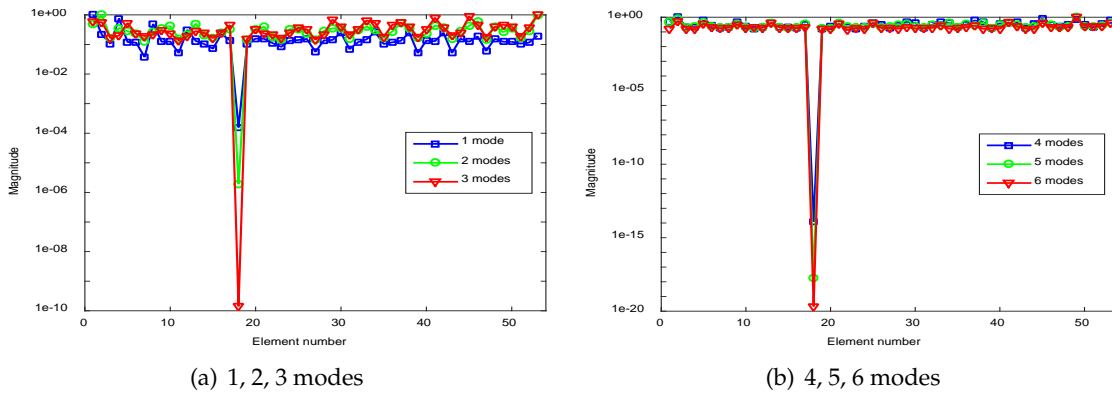 1e+00
1e-02
1e-04
1e-06
1e-08
1e-10
Magnitude
0 10 20 30 40 50
Element number
1 mode
2 modes
3 modes
(a) 1, 2, 3 modes
1e+00
1e-05
1e-10
1e-15
1e-20
Magnitude
0 10 20 30 40 50
Element number
4 modes
5 modes
6 modes
(b) 4, 5, 6 modes